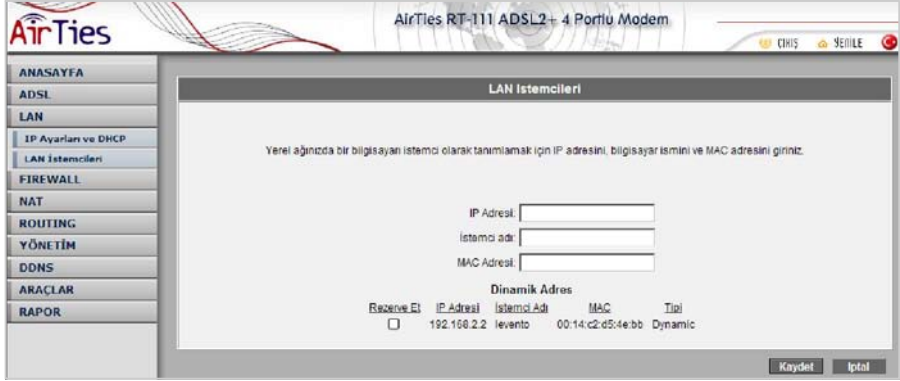 AirTies
AirTies RT-111 ADSL2+ 4 Portlu Modem
ÇIKIŞ YENİLE
ANASAYFA
ADSL
LAN
IP Ayarları ve DHCP
LAN İstemcileri
FIREWALL
NAT
ROUTING
YÖNETİM
DDNS
ARAÇLAR
RAPOR
LAN İstemcileri
Yerel ağınızda bir bilgisayarı istemci olarak tanımlamak için IP adresini, bilgisayar ismini ve MAC adresini giriniz.
IP Adresi:
İstemci adı:
MAC Adresi:
Dinamik Adres
Rezerve Et IP Adresi İstemci Adı MAC Tipi
192.168.2.2 levento 00:14:c2:d5:4e:bb Dynamic
Kaydet İptal